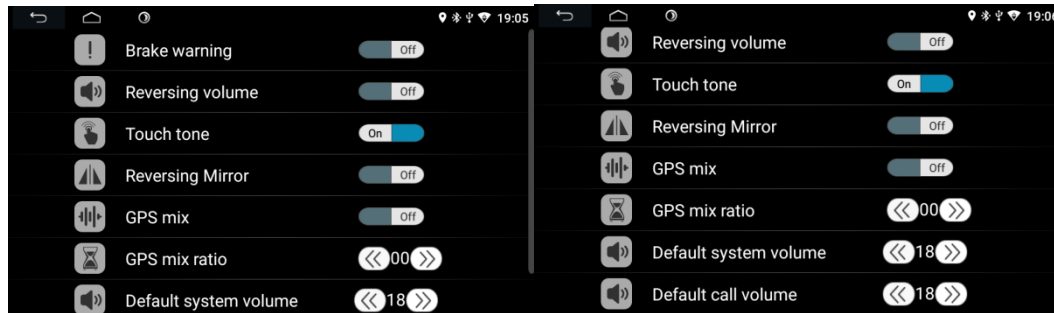 19:05
Brake warning Off
Reversing volume Off
Touch tone On
Reversing Mirror Off
GPS mix Off
GPS mix ratio 00
Default system volume 18
19:06
Reversing volume Off
Touch tone On
Reversing Mirror Off
GPS mix Off
GPS mix ratio 00
Default system volume 18
Default call volume 18